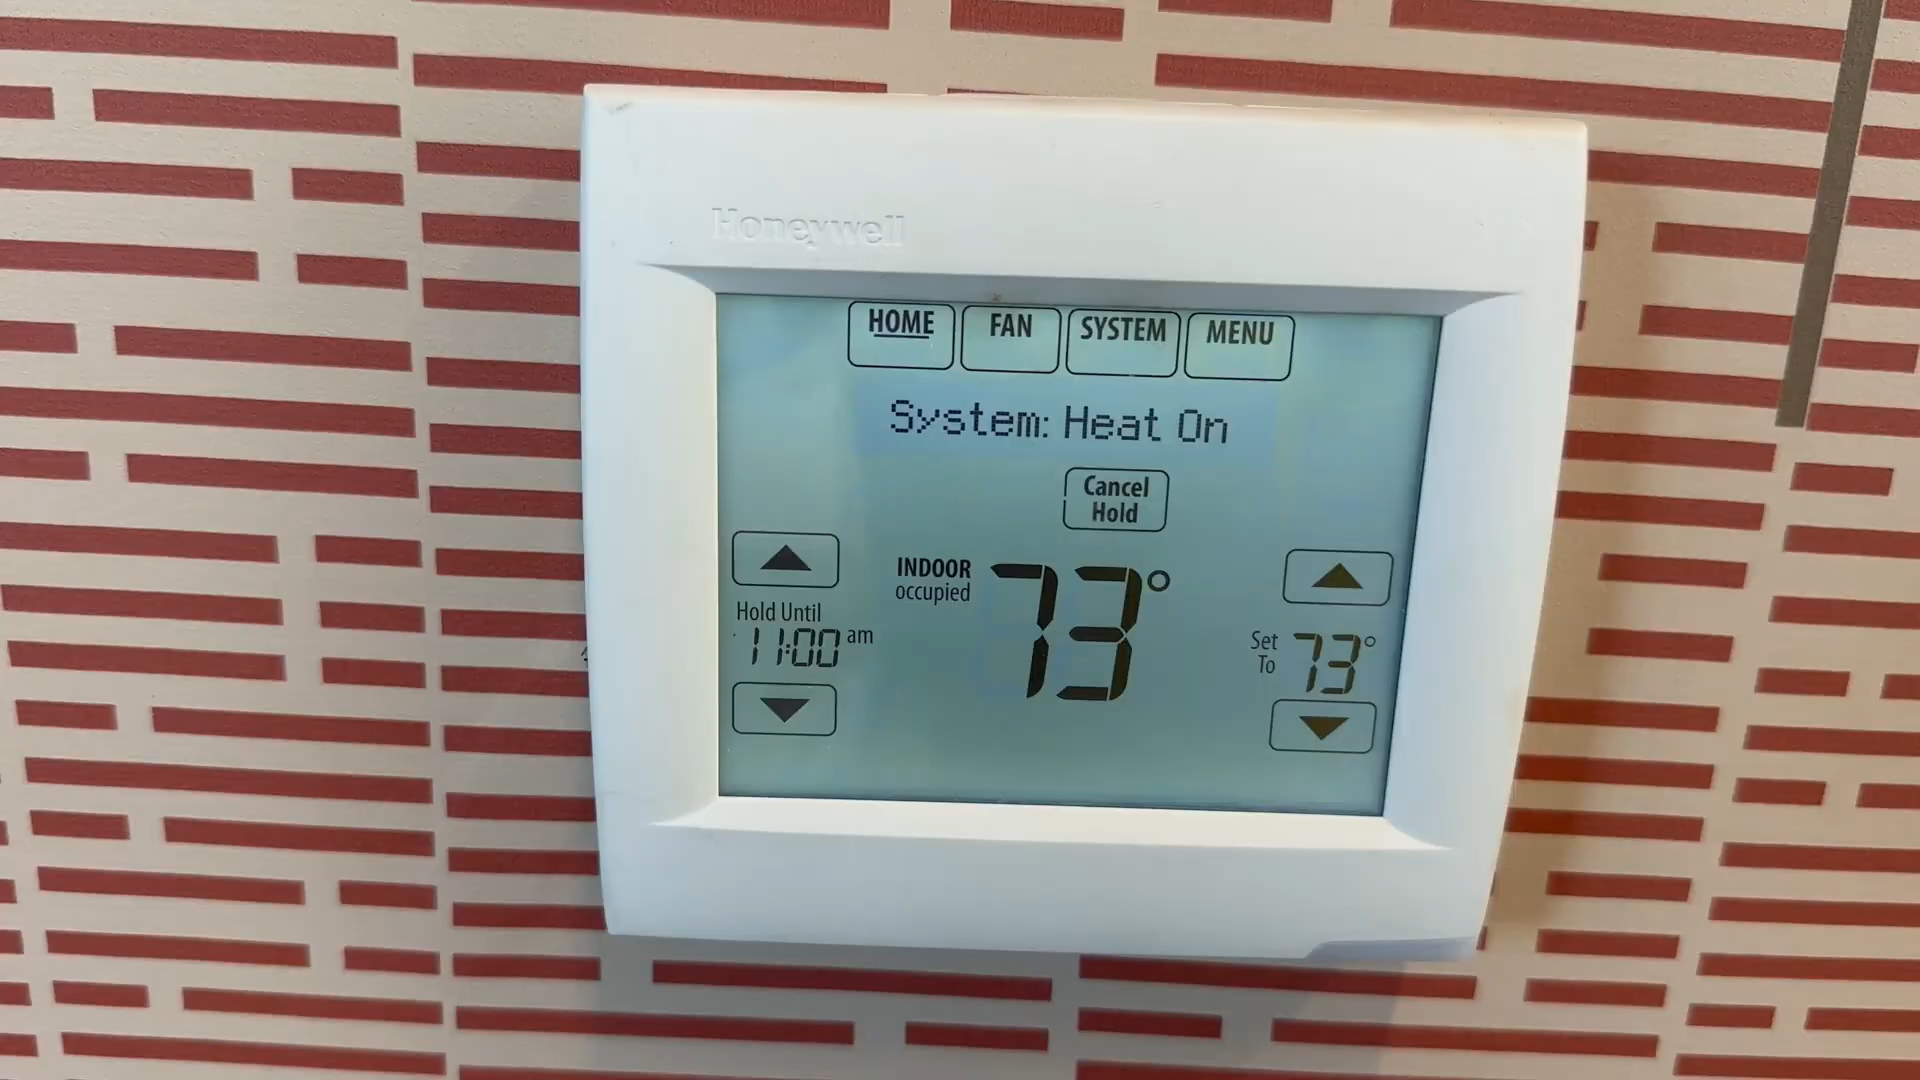 Honeywell
HOME FAN SYSTEM MENU
System: Heat On
Cancel
Hold
INDOOR
occupied
73°
Hold Until
11:00 am
Set
To
73°